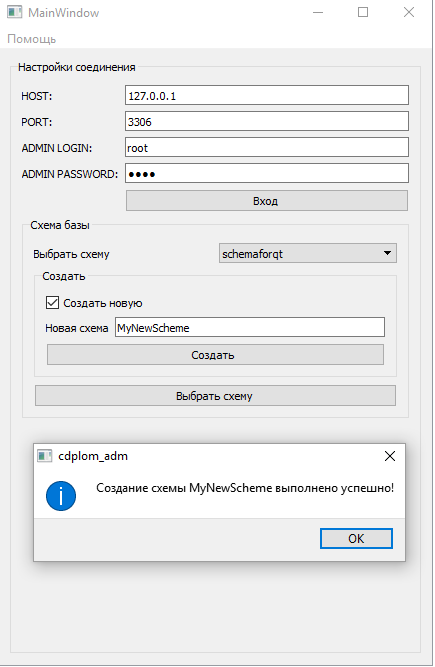 MainWindow
Помощь
Настройки соединения
HOST: 127.0.0.1
PORT: 3306
ADMIN LOGIN: root
ADMIN PASSWORD: ●●●●
Вход
Схема базы
Выбрать схему schemaforqt
Создать
Создать новую
Новая схема MyNewScheme
Создать
Выбрать схему
cdplom_adm
Создание схемы MyNewScheme выполнено успешно!
OK